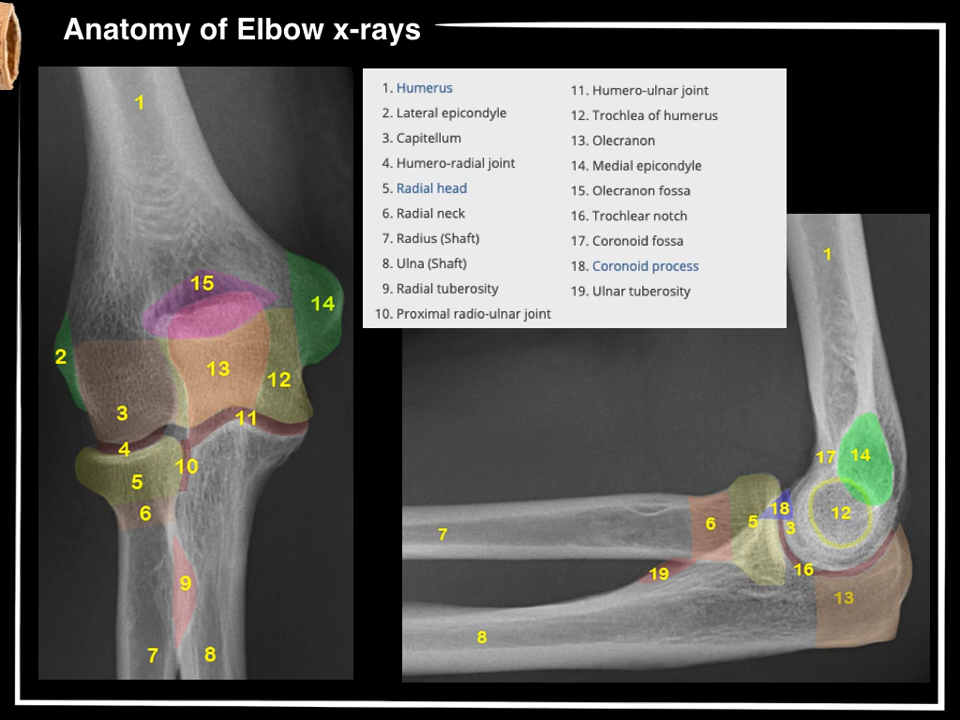 Anatomy of Elbow x-rays
1. Humerus
2. Lateral epicondyle
3. Capitellum
4. Humero-radial joint
5. Radial head
6. Radial neck
7. Radius (Shaft)
8. Ulna (Shaft)
9. Radial tuberosity
10. Proximal radio-ulnar joint
11. Humero-ulnar joint
12. Trochlea of humerus
13. Olecranon
14. Medial epicondyle
15. Olecranon fossa
16. Trochlear notch
17. Coronoid fossa
18. Coronoid process
19. Ulnar tuberosity
1
15
14
2
13
12
3
11
4
10
5
6
9
7
8
1
17
14
18
12
5
6
3
7
16
19
13
8